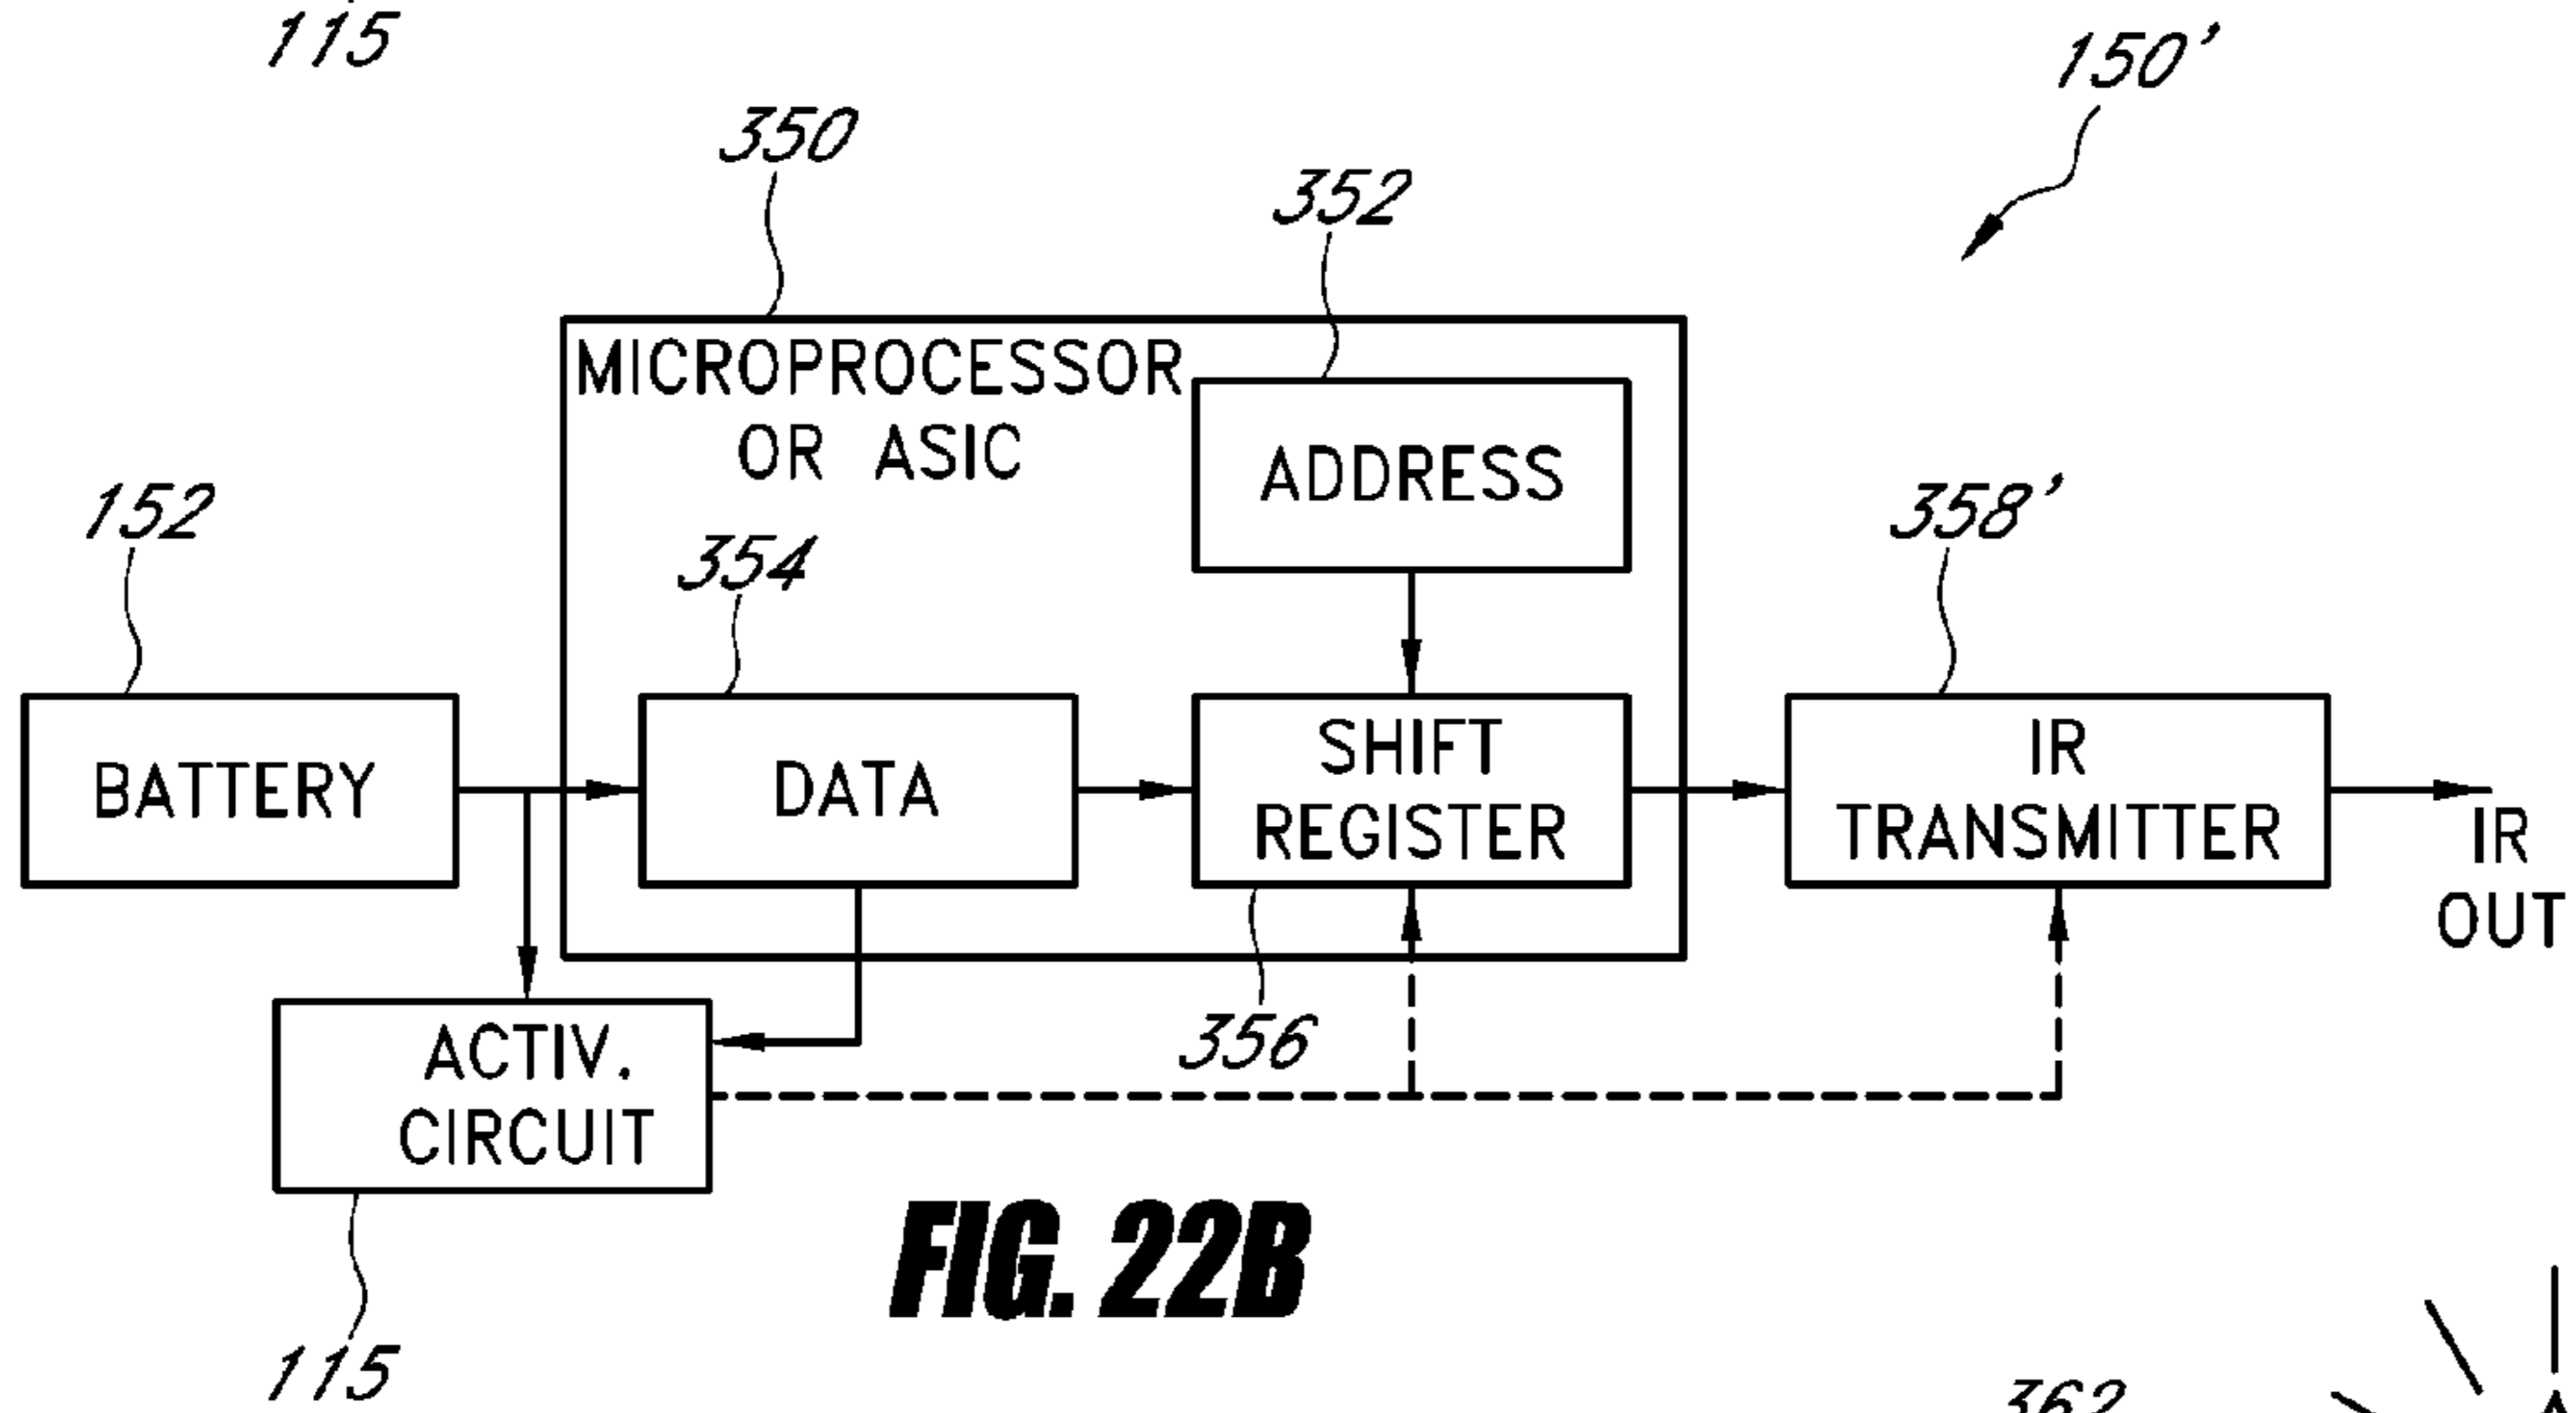 115
150'
350
352
MICROPROCESSOR
OR ASIC
ADDRESS
152
354
358'
BATTERY
DATA
SHIFT
REGISTER
IR
TRANSMITTER
IR
OUT
ACTIV.
CIRCUIT
356
115
FIG. 22B
362